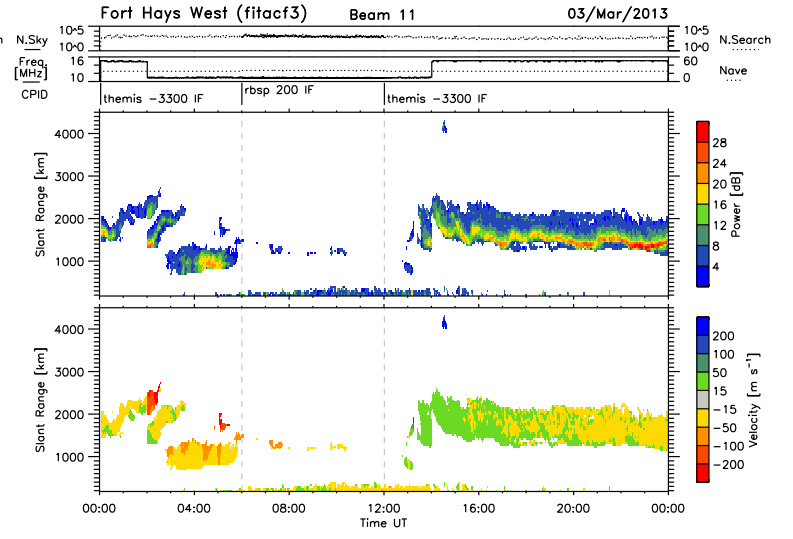 Fort Hays West (fitacf3) Beam 11 03/Mar/2013
N.Sky 10^5 10^0 10^5 10^0 N.Search
Freq. [MHz] 16 10 60 0 Nave
CPID themis -3300 IF rbsp 200 IF themis -3300 IF
Slant Range [km]
4000
3000
2000
1000
28
24
20
16
12
8
4
Power [dB]
Slant Range [km]
4000
3000
2000
1000
200
100
50
15
-15
-50
-100
-200
Velocity [m s⁻¹]
00:00 04:00 08:00 12:00 16:00 20:00 00:00
Time UT